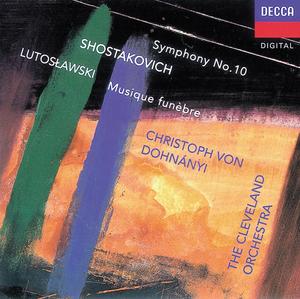 DECCA
DIGITAL
Symphony No.10
SHOSTAKOVICH
LUTOSŁAWSKI
Musique funèbre
CHRISTOPH VON
DOHNÁNYI
THE CLEVELAND
ORCHESTRA